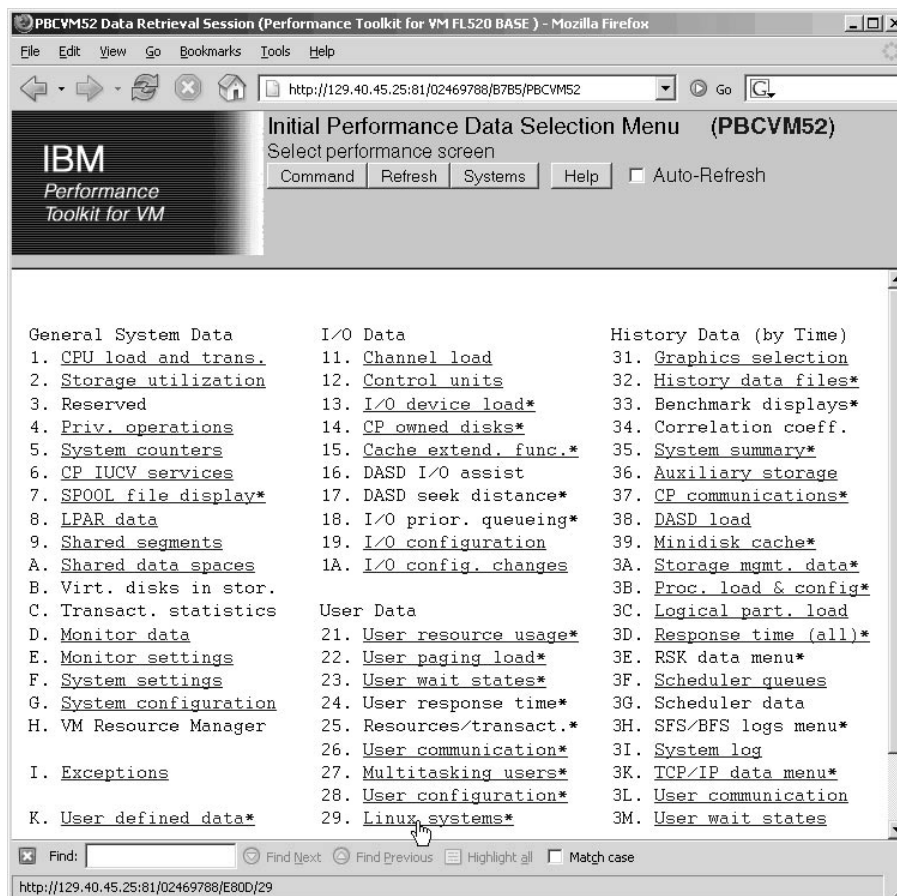 PBCVM52 Data Retrieval Session (Performance Toolkit for VM FL520 BASE ) - Mozilla Firefox
File Edit View Go Bookmarks Tools Help
http://129.40.45.25:81/02469788/B7B5/PBCVM52 Go G
IBM
Performance
Toolkit for VM
Initial Performance Data Selection Menu (PBCVM52)
Select performance screen
Command Refresh Systems Help Auto-Refresh
General System Data
1. CPU load and trans.
2. Storage utilization
3. Reserved
4. Priv. operations
5. System counters
6. CP IUCV services
7. SPOOL file display*
8. LPAR data
9. Shared segments
A. Shared data spaces
B. Virt. disks in stor.
C. Transact. statistics
D. Monitor data
E. Monitor settings
F. System settings
G. System configuration
H. VM Resource Manager
I. Exceptions
K. User defined data*
I/O Data
11. Channel load
12. Control units
13. I/O device load*
14. CP owned disks*
15. Cache extend. func.*
16. DASD I/O assist
17. DASD seek distance*
18. I/O prior. queueing*
19. I/O configuration
1A. I/O config. changes
User Data
21. User resource usage*
22. User paging load*
23. User wait states*
24. User response time*
25. Resources/transact.*
26. User communication*
27. Multitasking users*
28. User configuration*
29. Linux systems*
History Data (by Time)
31. Graphics selection
32. History data files*
33. Benchmark displays*
34. Correlation coeff.
35. System summary*
36. Auxiliary storage
37. CP communications*
38. DASD load
39. Minidisk cache*
3A. Storage mgmt. data*
3B. Proc. load & config*
3C. Logical part. load
3D. Response time (all)*
3E. RSK data menu*
3F. Scheduler queues
3G. Scheduler data
3H. SFS/BFS logs menu*
3I. System log
3K. TCP/IP data menu*
3L. User communication
3M. User wait states
Find: Find Next Find Previous Highlight all Match case
http://129.40.45.25:81/02469788/E80D/29